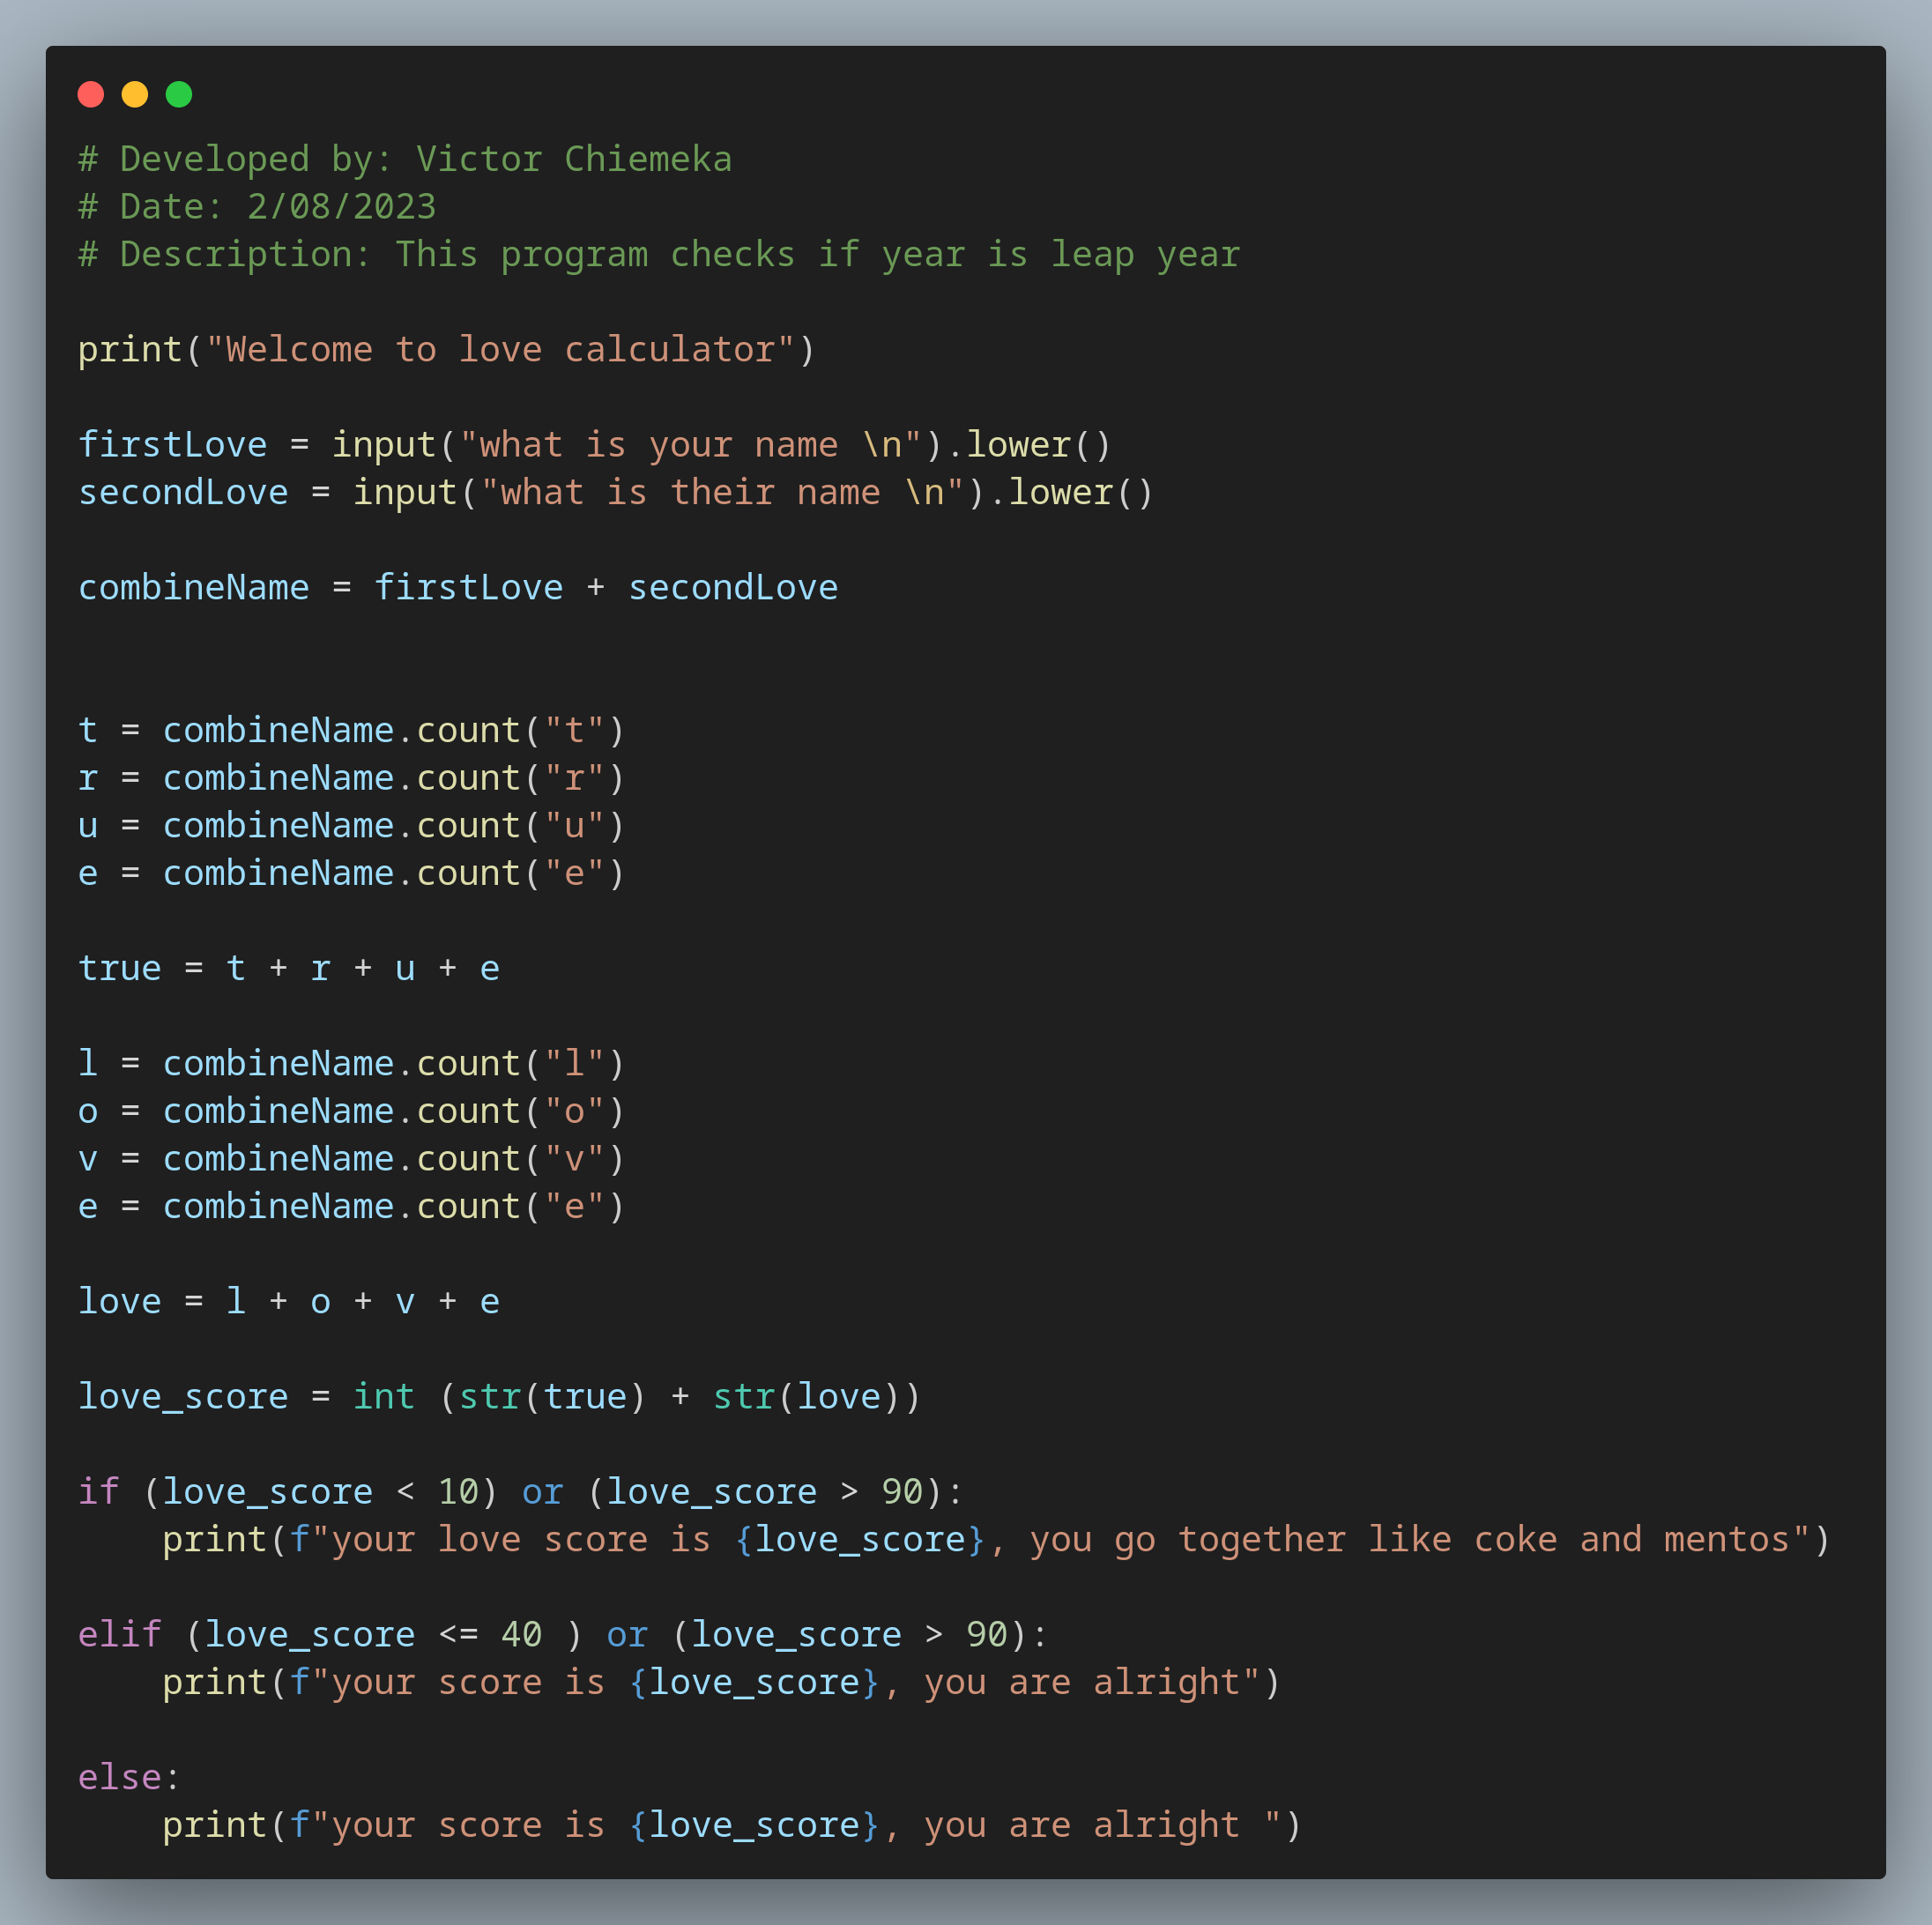 # Developed by: Victor Chiemeka
# Date: 2/08/2023
# Description: This program checks if year is leap year
print("Welcome to love calculator")
firstLove = input("what is your name \n").lower()
secondLove = input("what is their name \n").lower()
combineName = firstLove + secondLove
t = combineName.count("t")
r = combineName.count("r")
u = combineName.count("u")
e = combineName.count("e")
true = t + r + u + e
l = combineName.count("l")
o = combineName.count("o")
v = combineName.count("v")
e = combineName.count("e")
love = l + o + v + e
love_score = int (str(true) + str(love))
if (love_score < 10) or (love_score > 90):
    print(f"your love score is {love_score}, you go together like coke and mentos")
elif (love_score <= 40 ) or (love_score > 90):
    print(f"your score is {love_score}, you are alright")
else:
    print(f"your score is {love_score}, you are alright ")